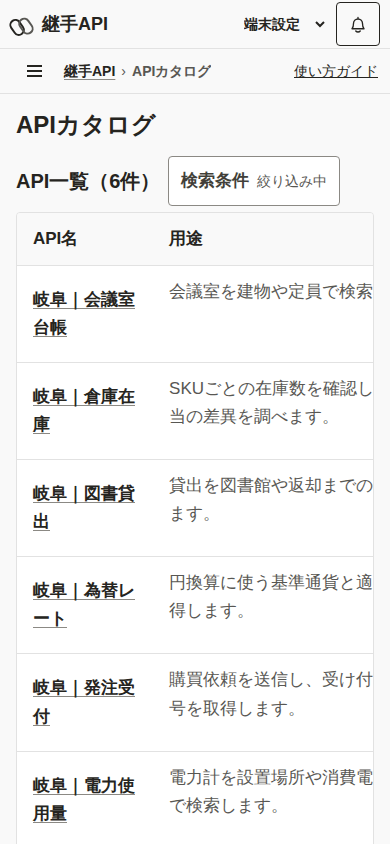 継手API
端末設定
継手API › APIカタログ
使い方ガイド
APIカタログ
API一覧（6件）
検索条件 絞り込み中
API名 用途
岐阜｜会議室台帳
会議室を建物や定員で検索
岐阜｜倉庫在庫
SKUごとの在庫数を確認し
当の差異を調べます。
岐阜｜図書貸出
貸出を図書館や返却までの
ます。
岐阜｜為替レート
円換算に使う基準通貨と適
得します。
岐阜｜発注受付
購買依頼を送信し、受け付
号を取得します。
岐阜｜電力使用量
電力計を設置場所や消費電
で検索します。